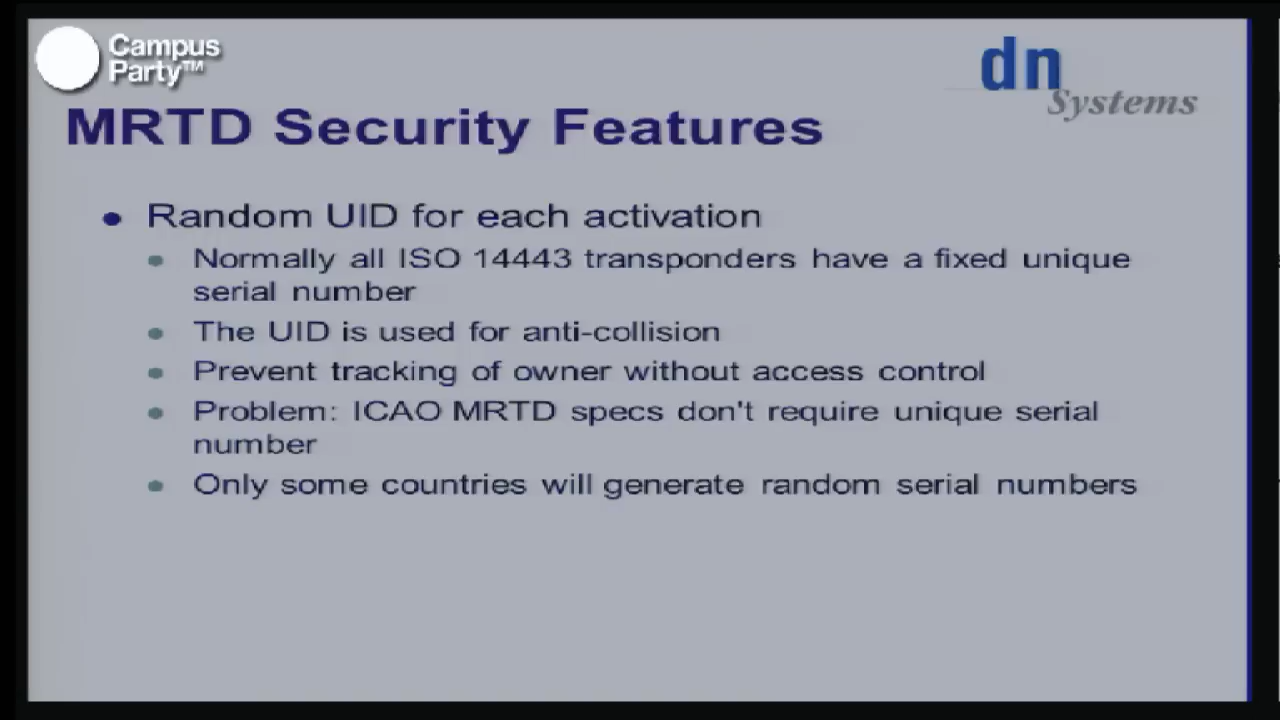 Campus
Party™
dn
Systems
MRTD Security Features
Random UID for each activation
Normally all ISO 14443 transponders have a fixed unique
serial number
The UID is used for anti-collision
Prevent tracking of owner without access control
Problem: ICAO MRTD specs don't require unique serial
number
Only some countries will generate random serial numbers